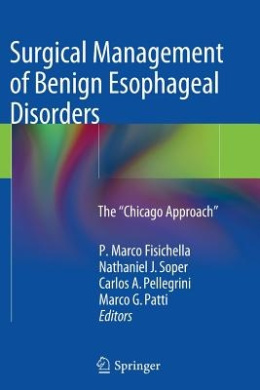 Surgical Management
of Benign Esophageal
Disorders
The “Chicago Approach”
P. Marco Fisichella
Nathaniel J. Soper
Carlos A. Pellegrini
Marco G. Patti
Editors
Springer